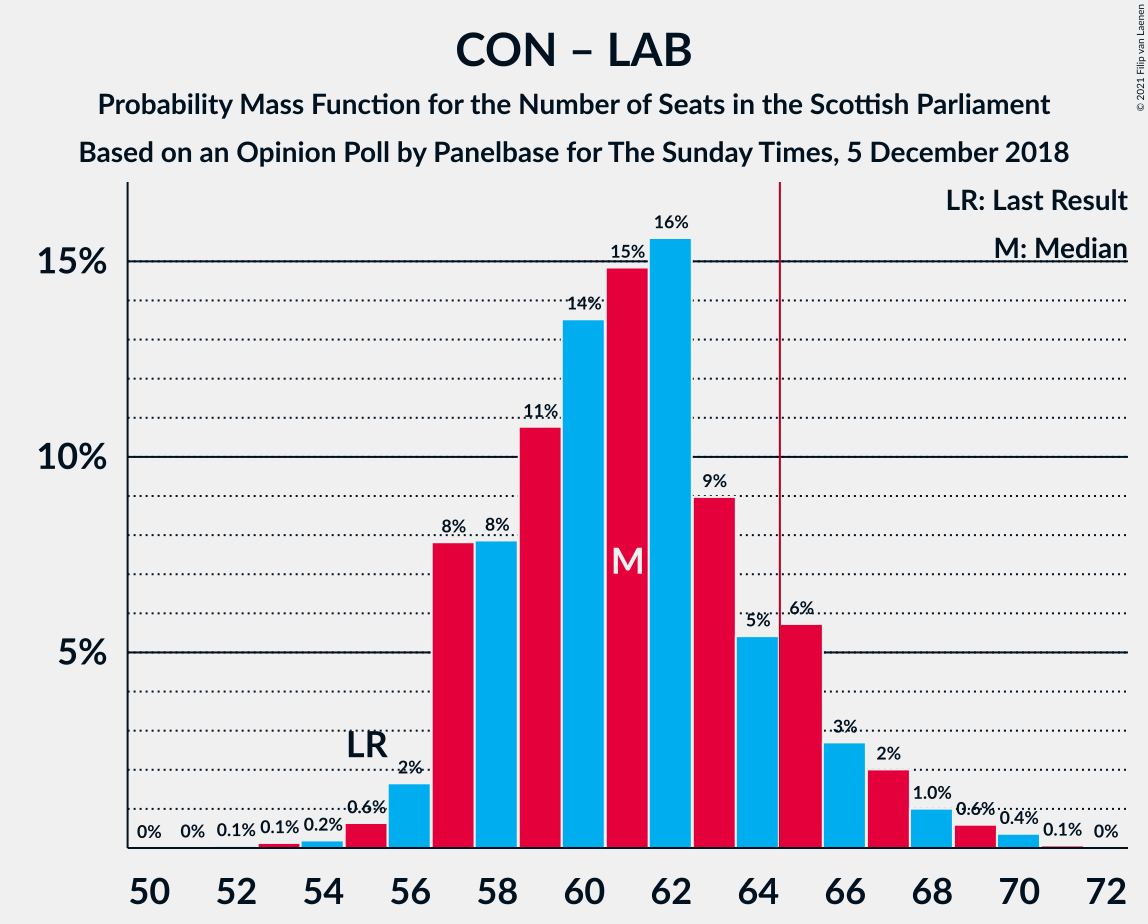 CON – LAB
Probability Mass Function for the Number of Seats in the Scottish Parliament
Based on an Opinion Poll by Panelbase for The Sunday Times, 5 December 2018
© 2021 Filip van Laenen
LR: Last Result
M: Median
15%
10%
5%
0% 0% 0.1% 0.1% 0.2% 0.6% 2% 8% 8% 11% 14% 15% 16% 9% 5% 6% 3% 2% 1.0% 0.6% 0.4% 0.1% 0%
LR
M
50 52 54 56 58 60 62 64 66 68 70 72